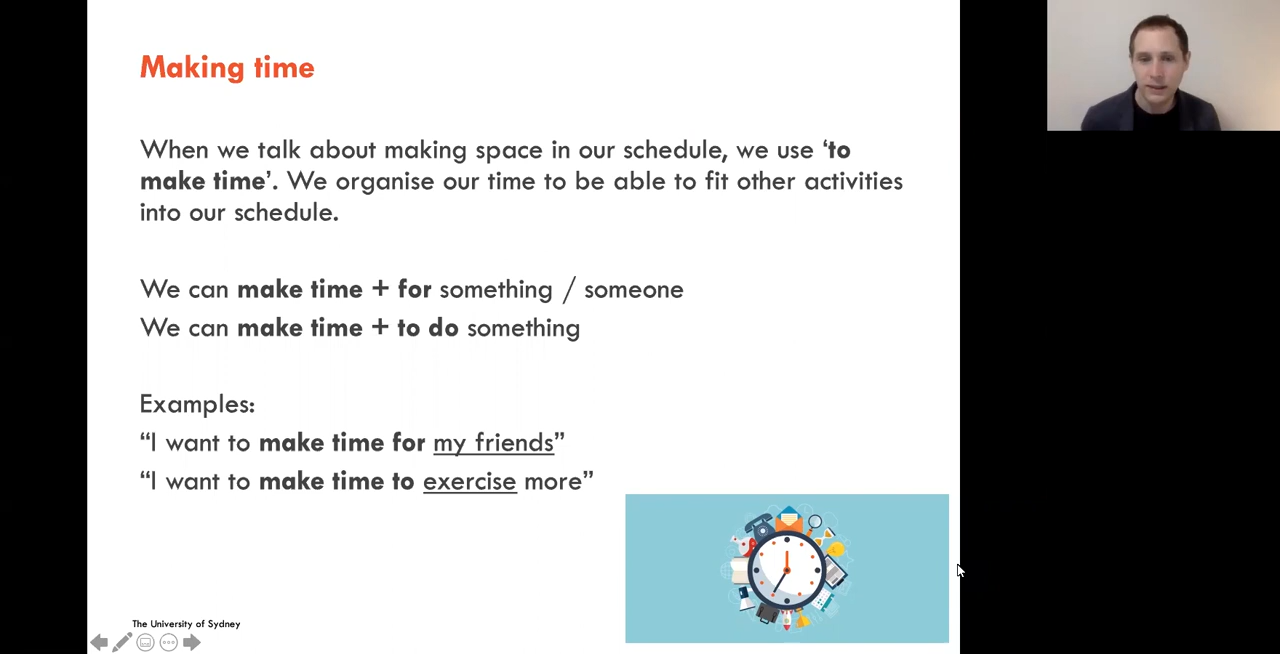 Making time
When we talk about making space in our schedule, we use ‘to
make time’. We organise our time to be able to fit other activities
into our schedule.
We can make time + for something / someone
We can make time + to do something
Examples:
“I want to make time for my friends”
“I want to make time to exercise more”
The University of Sydney